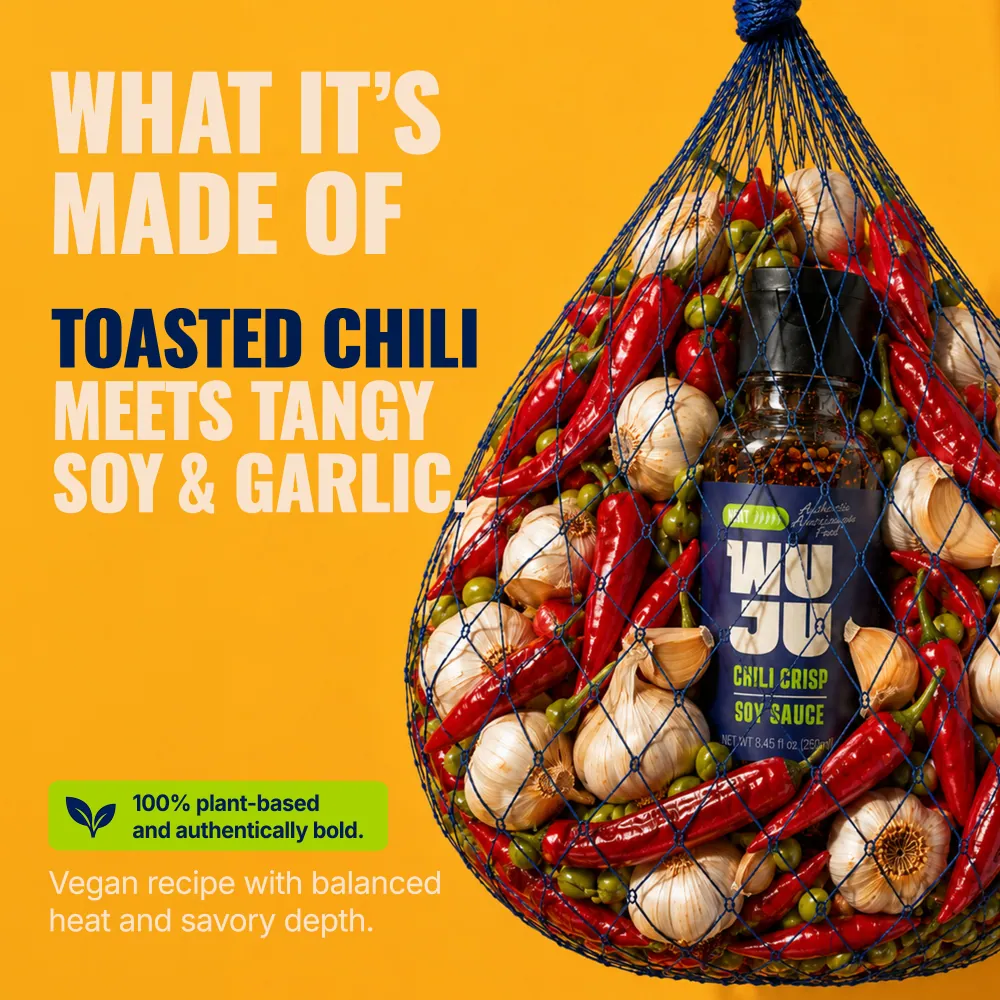 WHAT IT’S
MADE OF
TOASTED CHILI
MEETS TANGY
SOY & GARLIC.
HEAT
Authentic
Food
WU
JU
CHILI CRISP
SOY SAUCE
NET WT 8.45 fl oz (250ml)
100% plant-based
and authentically bold.
Vegan recipe with balanced
heat and savory depth.